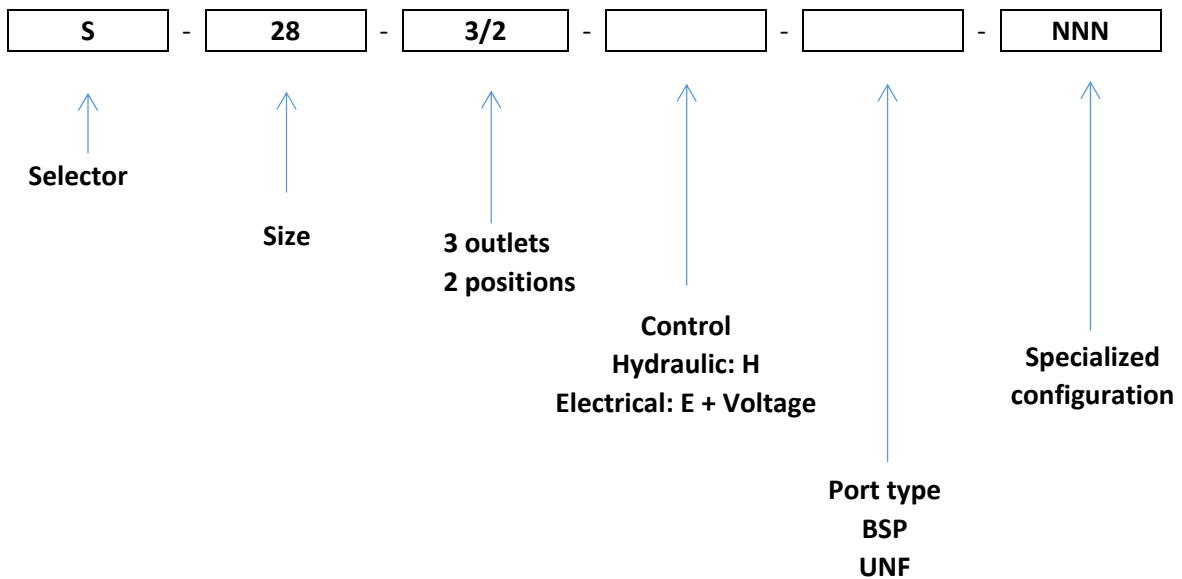 S - 28 - 3/2 - - - NNN
Selector
Size
3 outlets
2 positions
Control
Hydraulic: H
Electrical: E + Voltage
Specialized
configuration
Port type
BSP
UNF